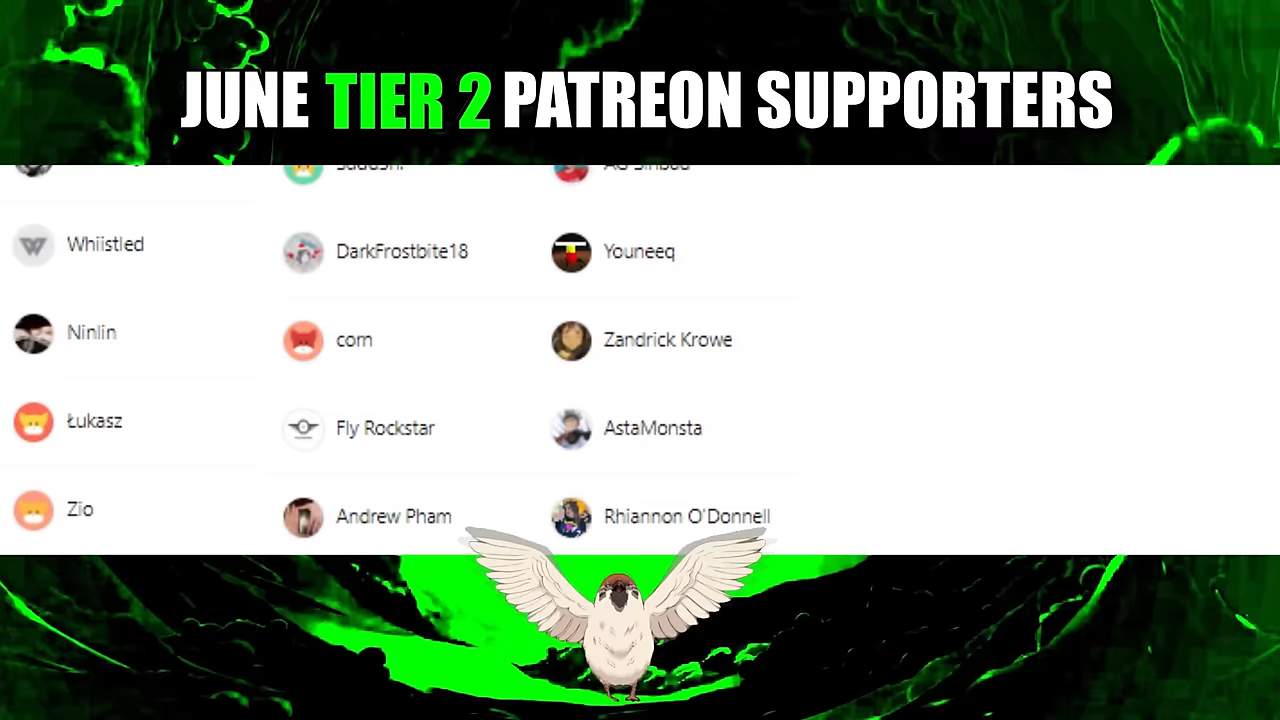 JUNE TIER 2 PATREON SUPPORTERS
Whiistled
Ninlin
Łukasz
Zio
DarkFrostbite18
corn
Fly Rockstar
Andrew Pham
Youneeq
Zandrick Krowe
AstaMonsta
Rhiannon O'Donnell